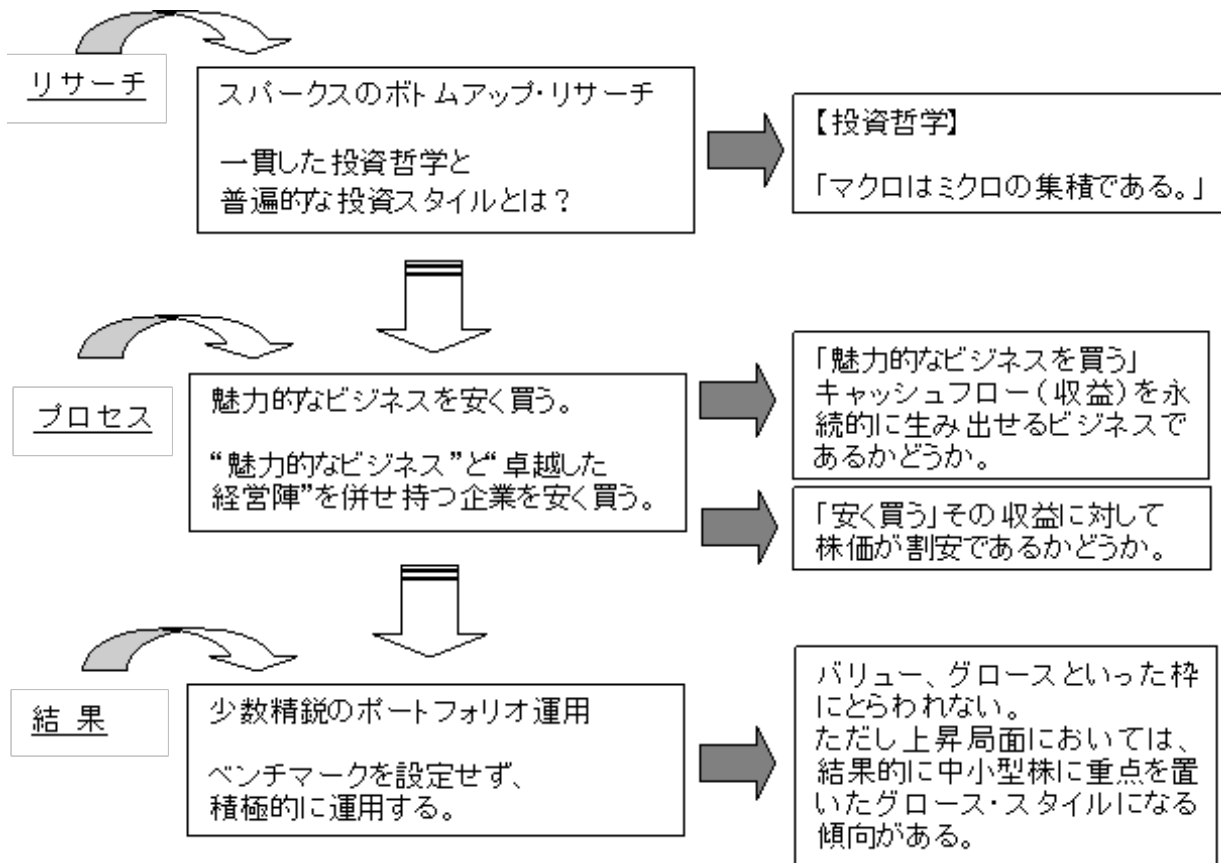 リサーチ
スパークスのボトムアップ・リサーチ
一貫した投資哲学と
普遍的な投資スタイルとは？
【投資哲学】
「マクロはミクロの集積である。」
プロセス
魅力的なビジネスを安く買う。
“魅力的なビジネス”と“卓越した
経営陣”を併せ持つ企業を安く買う。
「魅力的なビジネスを買う」
キャッシュフロー（収益）を永
続的に生み出せるビジネスで
あるかどうか。
「安く買う」その収益に対して
株価が割安であるかどうか。
結 果
少数精鋭のポートフォリオ運用
ベンチマークを設定せず、
積極的に運用する。
バリュー、グロースといった枠
にとらわれない。
ただし上昇局面においては、
結果的に中小型株に重点を置
いたグロース・スタイルになる
傾向がある。